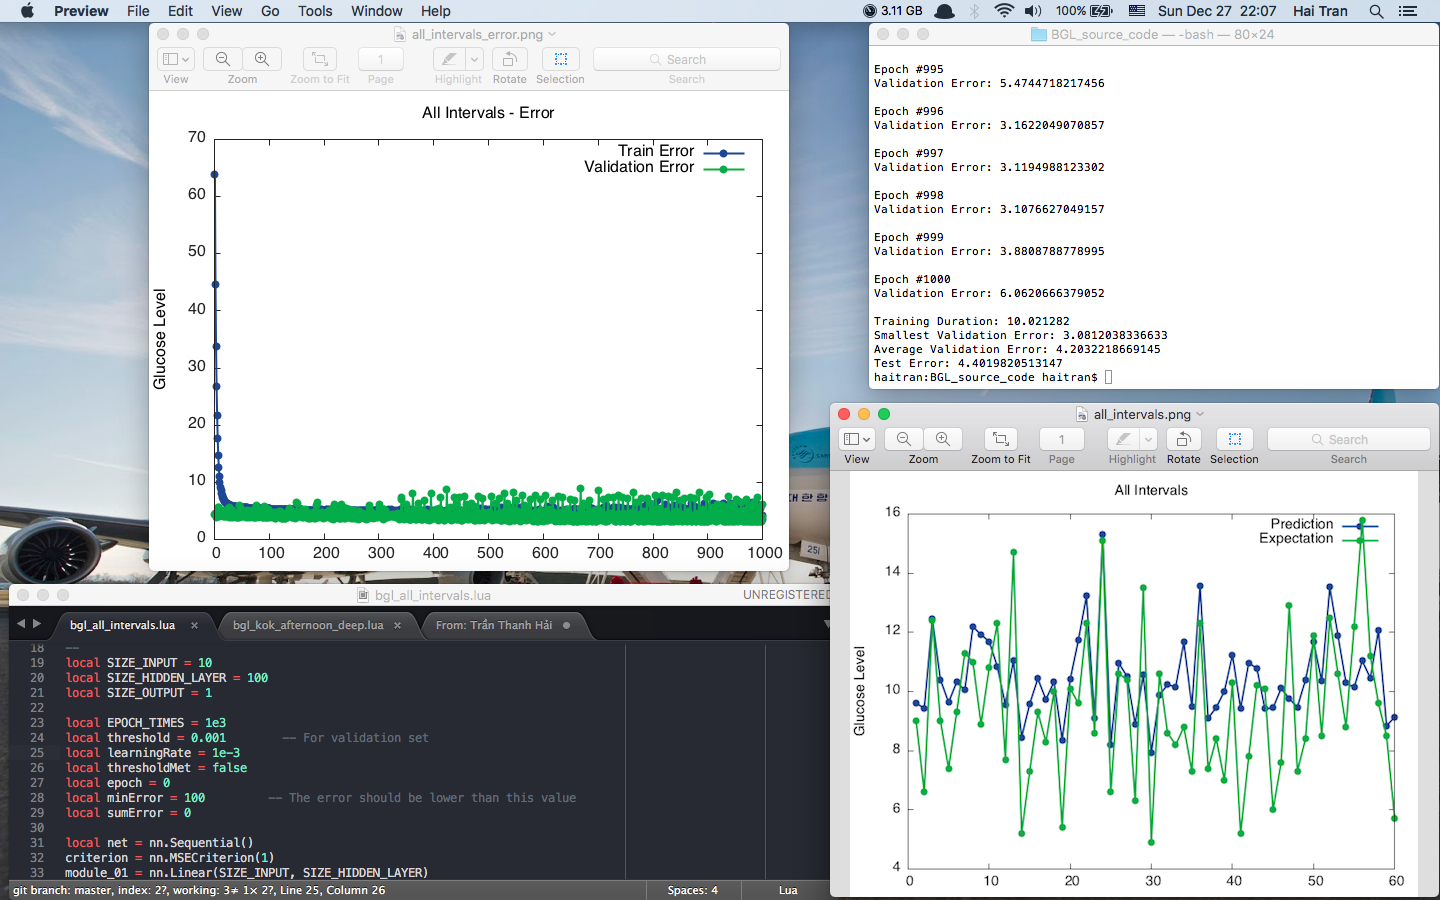 Preview File Edit View Go Tools Window Help 3.11 GB 100% Sun Dec 27 22:07 Hai Tran
all_intervals_error.png
1 Search
View Zoom Zoom to Fit Page Highlight Rotate Selection Search
All Intervals - Error
Train Error
Validation Error
Glucose Level
70
60
50
40
30
20
10
0
0 100 200 300 400 500 600 700 800 900 1000
BGL_source_code — -bash — 80×24
Epoch #995
Validation Error: 5.4744718217456
Epoch #996
Validation Error: 3.1622049070857
Epoch #997
Validation Error: 3.1194988123302
Epoch #998
Validation Error: 3.1076627049157
Epoch #999
Validation Error: 3.8808788778995
Epoch #1000
Validation Error: 6.0620666379052
Training Duration: 10.021282
Smallest Validation Error: 3.0812038336633
Average Validation Error: 4.2032218669145
Test Error: 4.4019820513147
haitran:BGL_source_code haitran$
대 한 항
251
bgl_all_intervals.lua UNREGISTERED
bgl_all_intervals.lua × bgl_kok_afternoon_deep.lua × From: Trần Thanh Hải
18 --
19 local SIZE_INPUT = 10
20 local SIZE_HIDDEN_LAYER = 100
21 local SIZE_OUTPUT = 1
22
23 local EPOCH_TIMES = 1e3
24 local threshold = 0.001 -- For validation set
25 local learningRate = 1e-3
26 local thresholdMet = false
27 local epoch = 0
28 local minError = 100 -- The error should be lower than this value
29 local sumError = 0
30
31 local net = nn.Sequential()
32 criterion = nn.MSECriterion(1)
33 module_01 = nn.Linear(SIZE_INPUT, SIZE_HIDDEN_LAYER)
git branch: master, index: 2?, working: 3≠ 1× 2?, Line 25, Column 26 Spaces: 4 Lua
all_intervals.png
1 Search
View Zoom Zoom to Fit Page Highlight Rotate Selection Search
All Intervals
Prediction
Expectation
Glucose Level
16
14
12
10
8
6
4
0 10 20 30 40 50 60